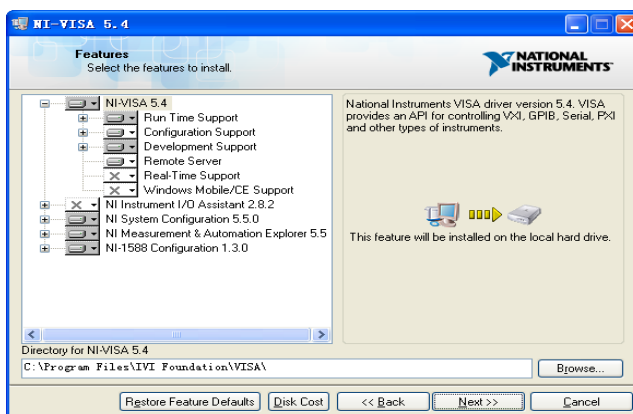 NI-VISA 5.4
Features
Select the features to install.
NATIONAL
INSTRUMENTS
NI-VISA 5.4
Run Time Support
Configuration Support
Development Support
Remote Server
Real-Time Support
Windows Mobile/CE Support
NI Instrument I/O Assistant 2.8.2
NI System Configuration 5.5.0
NI Measurement & Automation Explorer 5.5
NI-1588 Configuration 1.3.0
National Instruments VISA driver version 5.4. VISA
provides an API for controlling VXI, GPIB, Serial, PXI
and other types of instruments.
This feature will be installed on the local hard drive.
Directory for NI-VISA 5.4
C:\Program Files\IVI Foundation\VISA\
Browse...
Restore Feature Defaults
Disk Cost
<< Back
Next >>
Cancel